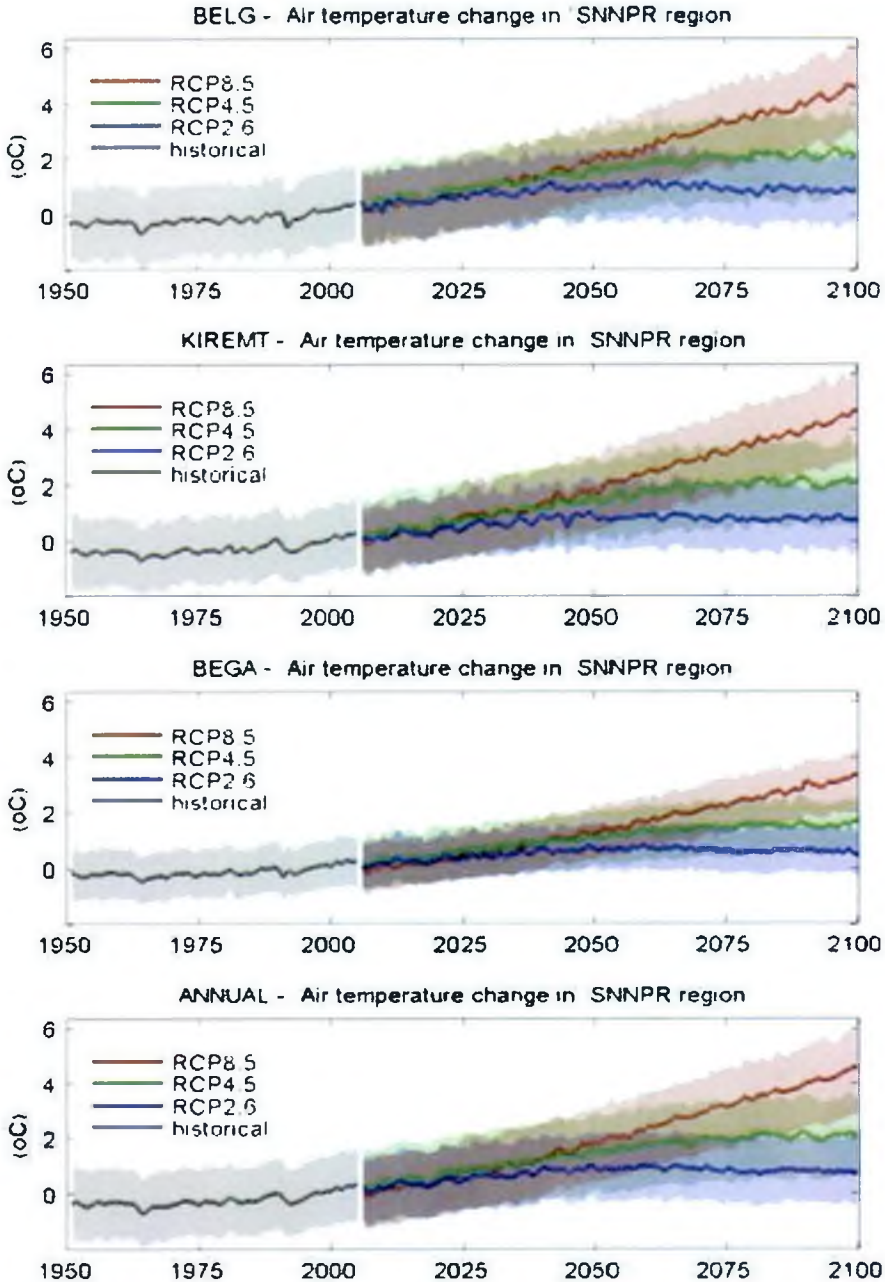 BELG - Air temperature change in SNNPR region
6
4
2
0
(oC)
RCP8.5
RCP4.5
RCP2.6
historical
1950 1975 2000 2025 2050 2075 2100
KIREMT - Air temperature change in SNNPR region
6
4
2
0
(oC)
RCP8.5
RCP4.5
RCP2.6
historical
1950 1975 2000 2025 2050 2075 2100
BEGA - Air temperature change in SNNPR region
6
4
2
0
(oC)
RCP8.5
RCP4.5
RCP2.6
historical
1950 1975 2000 2025 2050 2075 2100
ANNUAL - Air temperature change in SNNPR region
6
4
2
0
(oC)
RCP8.5
RCP4.5
RCP2.6
historical
1950 1975 2000 2025 2050 2075 2100